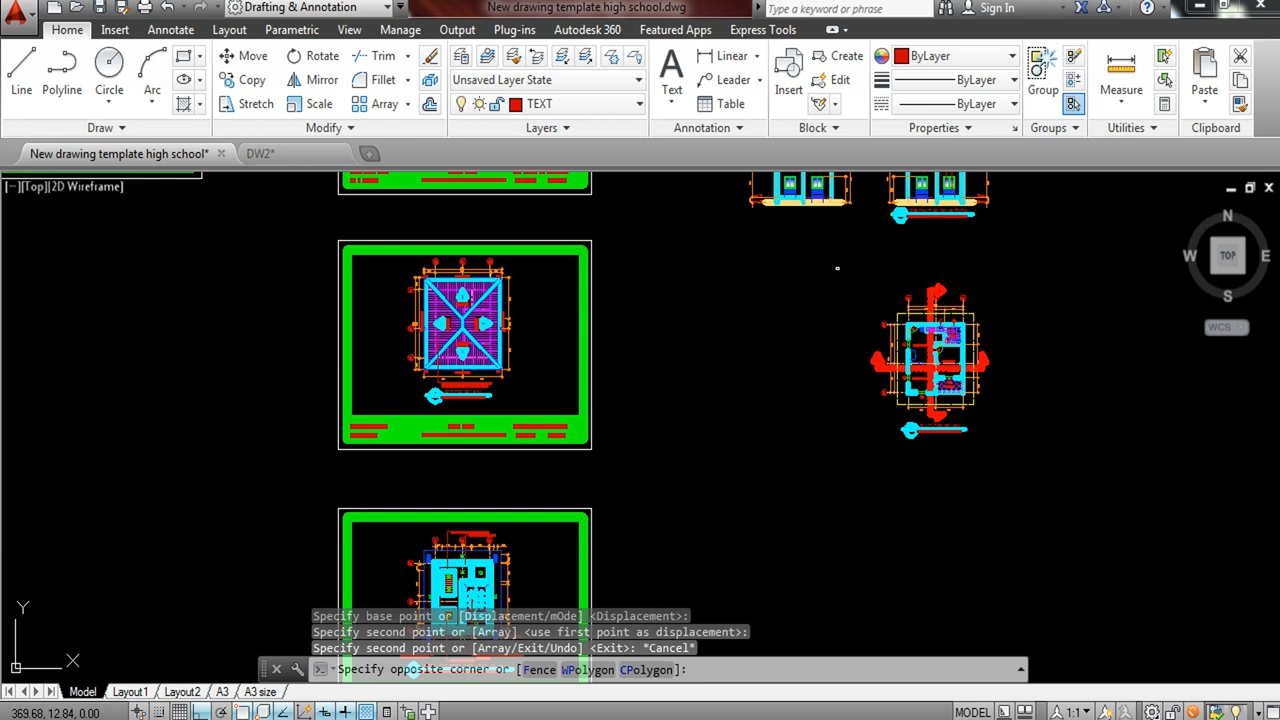 Drafting & Annotation
New drawing template high school.dwg
Type a keyword or phrase
Sign In
Home Insert Annotate Layout Parametric View Manage Output Plug-ins Autodesk 360 Featured Apps Express Tools
Move Rotate Trim
Copy Mirror Fillet
Stretch Scale Array
Line Polyline Circle Arc
Unsaved Layer State
TEXT
Text
Linear
Leader
Table
Insert
Create
Edit
ByLayer
ByLayer
ByLayer
Group
Measure
Paste
Draw Modify Layers Annotation Block Properties Groups Utilities Clipboard
New drawing template high school* DW2*
[−][Top][2D Wireframe]
N
W TOP E
S
WCS
Y
X
Specify base point or [Displacement/mOde] <Displacement>:
Specify second point or [Array] <use first point as displacement>:
Specify second point or [Array/Exit/Undo] <Exit>: *Cancel*
Specify opposite corner or [Fence WPolygon CPolygon]:
Model Layout1 Layout2 A3 A3 size
369.68, 12.84, 0.00
MODEL
1:1